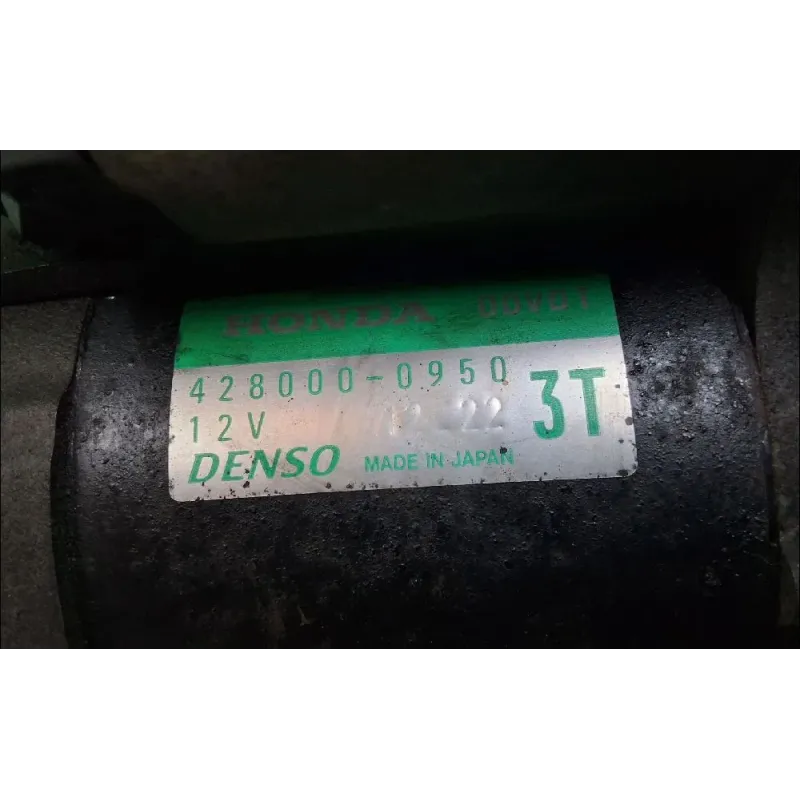 HONDA
428000-0950
12V 3T
DENSO MADE IN JAPAN